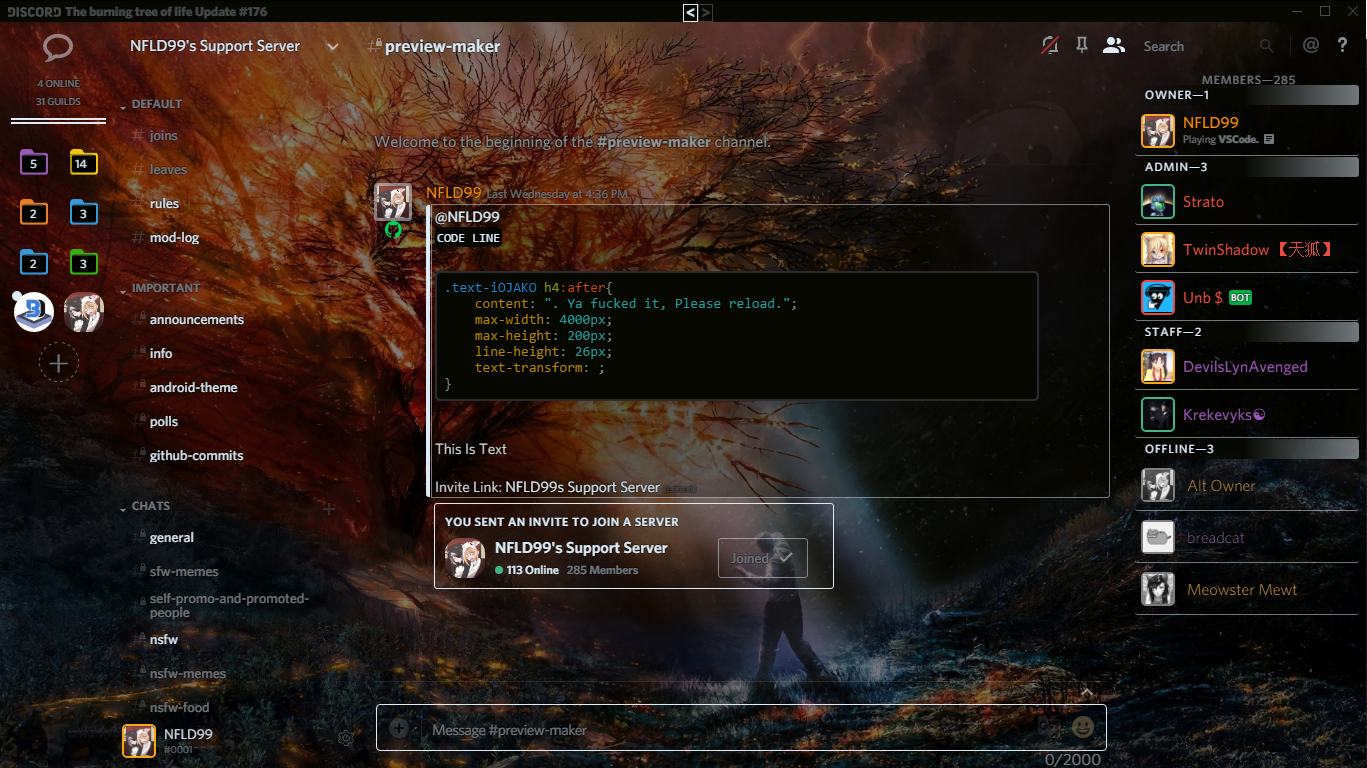 DISCORD The burning tree of life Update #176
< >
4 ONLINE
31 GUILDS
5
14
2
3
2
3
NFLD99's Support Server
DEFAULT
# joins
# leaves
# rules
# mod-log
IMPORTANT
announcements
info
android-theme
polls
github-commits
CHATS
general
sfw-memes
self-promo-and-promoted-
people
nsfw
nsfw-memes
nsfw-food
NFLD99
#0001
#preview-maker
Search
@ ?
Welcome to the beginning of the #preview-maker channel.
NFLD99 Last Wednesday at 4:36 PM
@NFLD99
CODE LINE
.text-iOJAKO h4:after{
content: ". Ya fucked it, Please reload.";
max-width: 4000px;
max-height: 200px;
line-height: 26px;
text-transform: ;
}
This Is Text
Invite Link: NFLD99s Support Server
YOU SENT AN INVITE TO JOIN A SERVER
NFLD99's Support Server
113 Online 285 Members
Joined
Message #preview-maker
0/2000
MEMBERS—285
OWNER—1
NFLD99
Playing VSCode.
ADMIN—3
Strato
TwinShadow 【天狐】
Unb $ BOT
STAFF—2
DevilsLynAvenged
Krekevyks☯
OFFLINE—3
Alt Owner
breadcat
Meowster Mewt